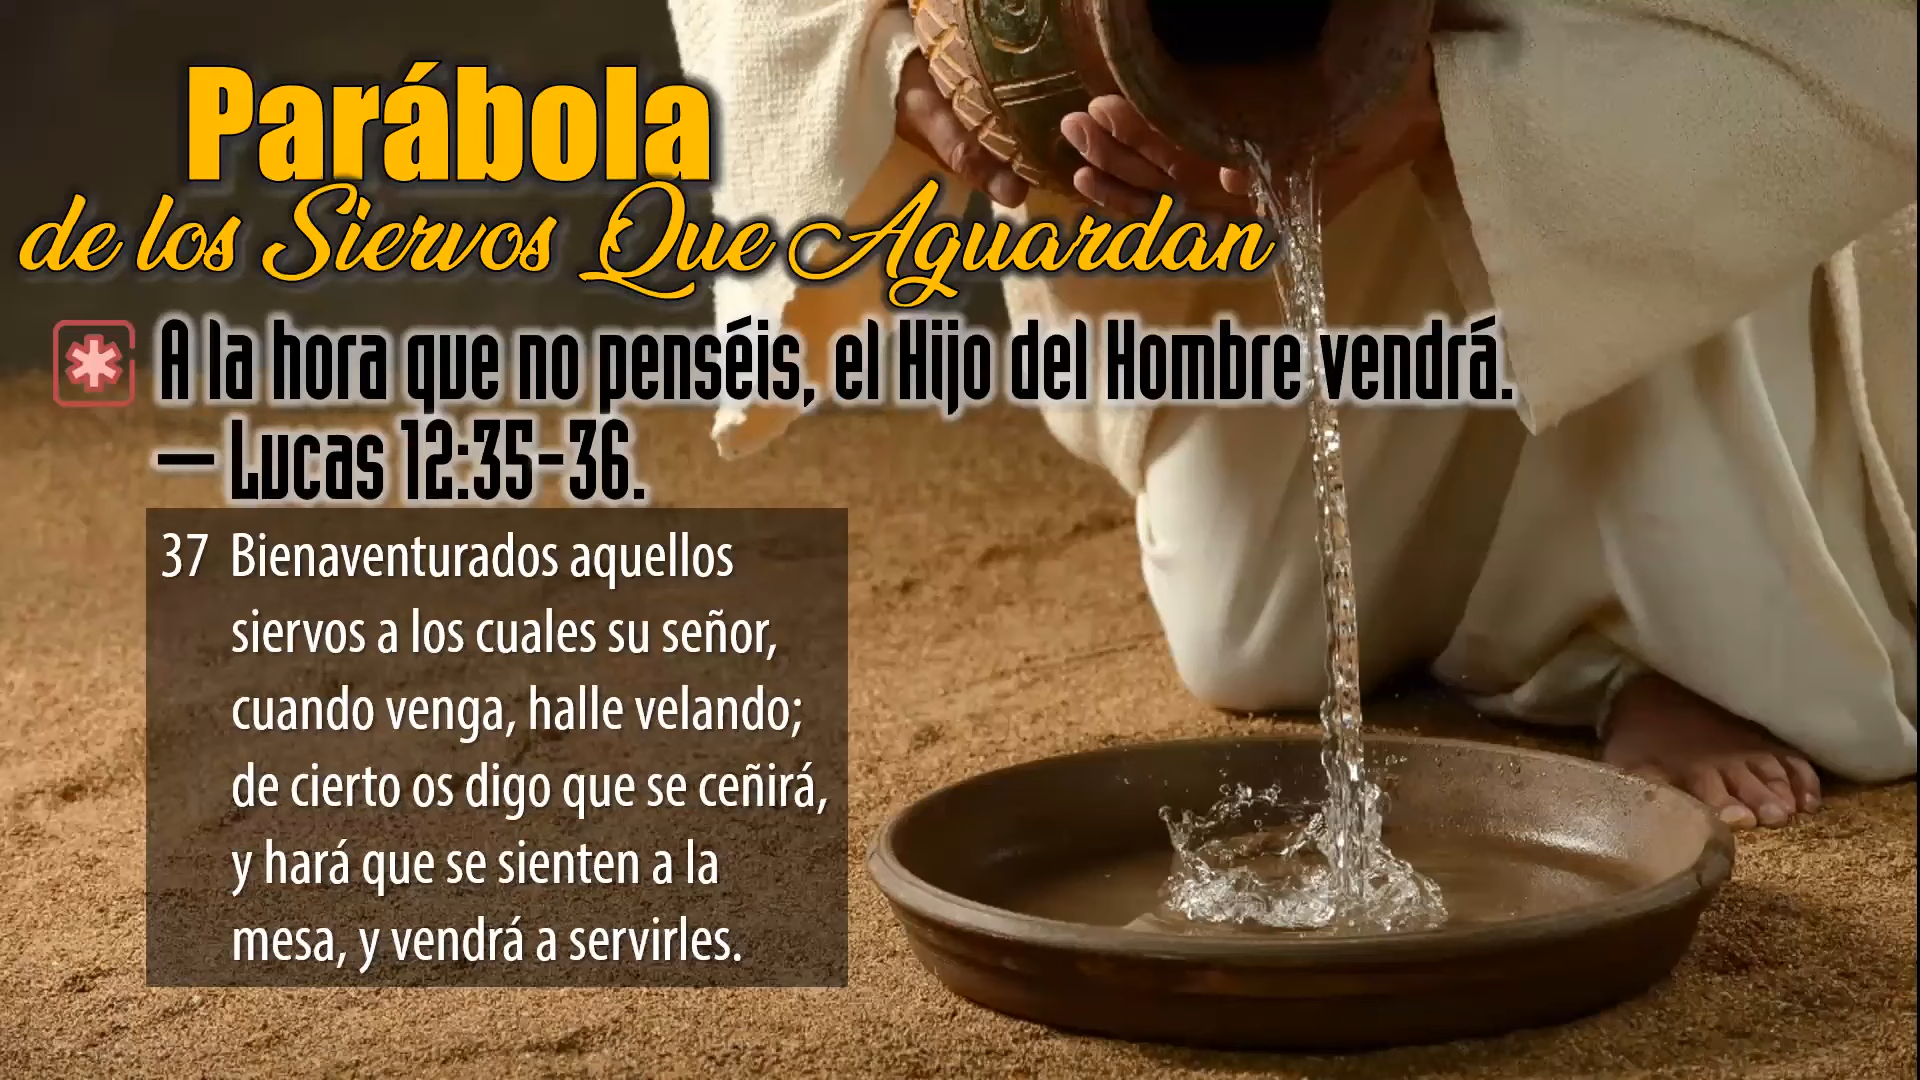 Parábola
de los Siervos Que Aguardan
A la hora que no penséis, el Hijo del Hombre vendrá.
— Lucas 12:35-36.
37 Bienaventurados aquellos
siervos a los cuales su señor,
cuando venga, halle velando;
de cierto os digo que se ceñirá,
y hará que se sienten a la
mesa, y vendrá a servirles.